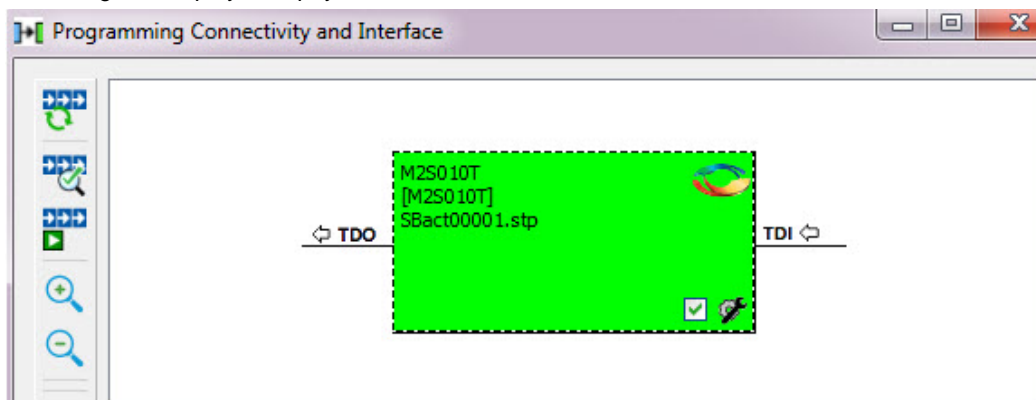 Programming Connectivity and Interface
M2S010T
[M2S010T]
SBact00001.stp
TDO
TDI